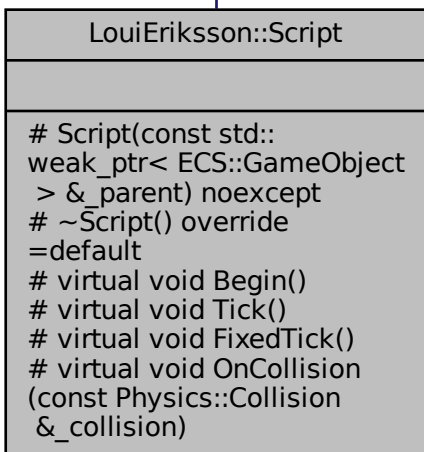 LouiEriksson::Script
# Script(const std::
weak_ptr< ECS::GameObject
> &_parent) noexcept
# ~Script() override
=default
# virtual void Begin()
# virtual void Tick()
# virtual void FixedTick()
# virtual void OnCollision
(const Physics::Collision
&_collision)